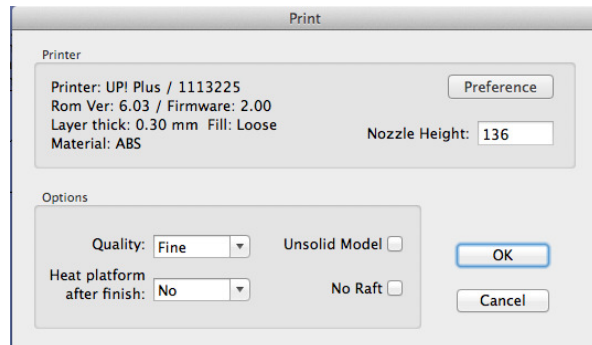 Print
Printer
Printer: UP! Plus / 1113225
Rom Ver: 6.03 / Firmware: 2.00
Layer thick: 0.30 mm  Fill: Loose
Material: ABS
Preference
Nozzle Height: 136
Options
Quality: Fine
Unsolid Model
Heat platform
after finish: No
No Raft
OK
Cancel